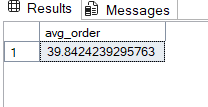 Results Messages
avg_order
1 39.8424239295763